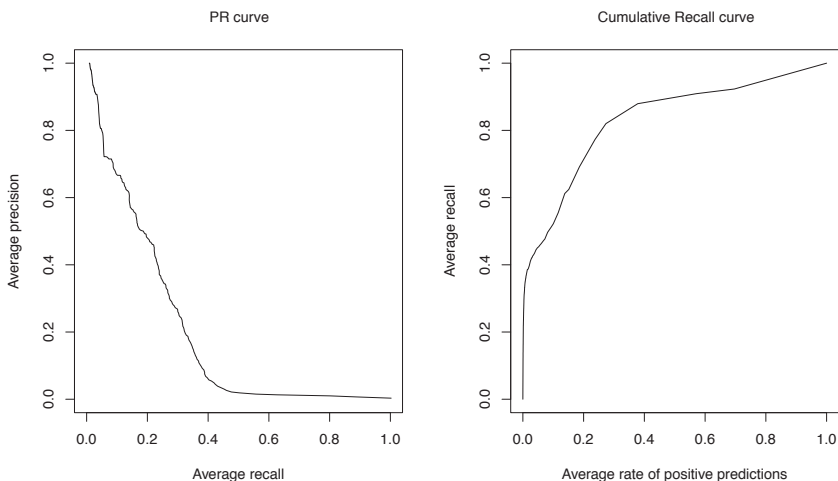 PR curve
Average precision
0.0 0.2 0.4 0.6 0.8 1.0
0.0 0.2 0.4 0.6 0.8 1.0
Average recall
Cumulative Recall curve
Average recall
0.0 0.2 0.4 0.6 0.8 1.0
0.0 0.2 0.4 0.6 0.8 1.0
Average rate of positive predictions